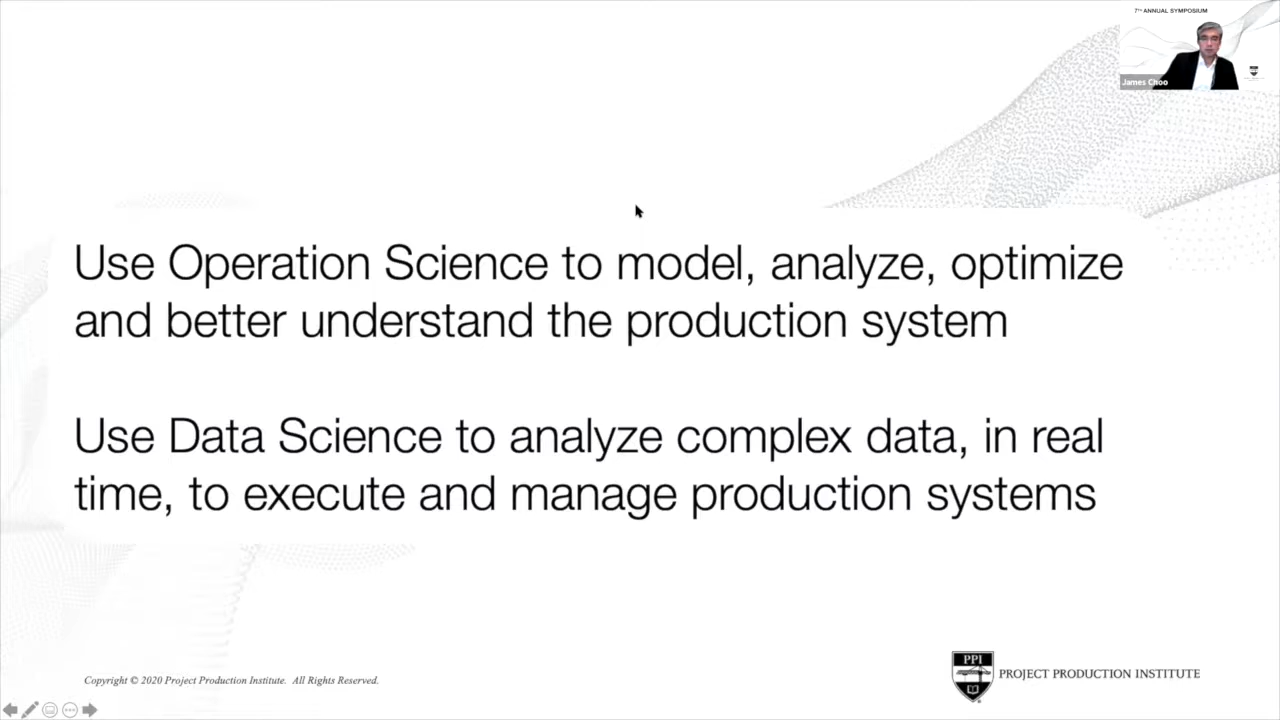 7TH ANNUAL SYMPOSIUM
James Choo
Use Operation Science to model, analyze, optimize
and better understand the production system
Use Data Science to analyze complex data, in real
time, to execute and manage production systems
Copyright © 2020 Project Production Institute. All Rights Reserved.
PPI
PROJECT PRODUCTION INSTITUTE